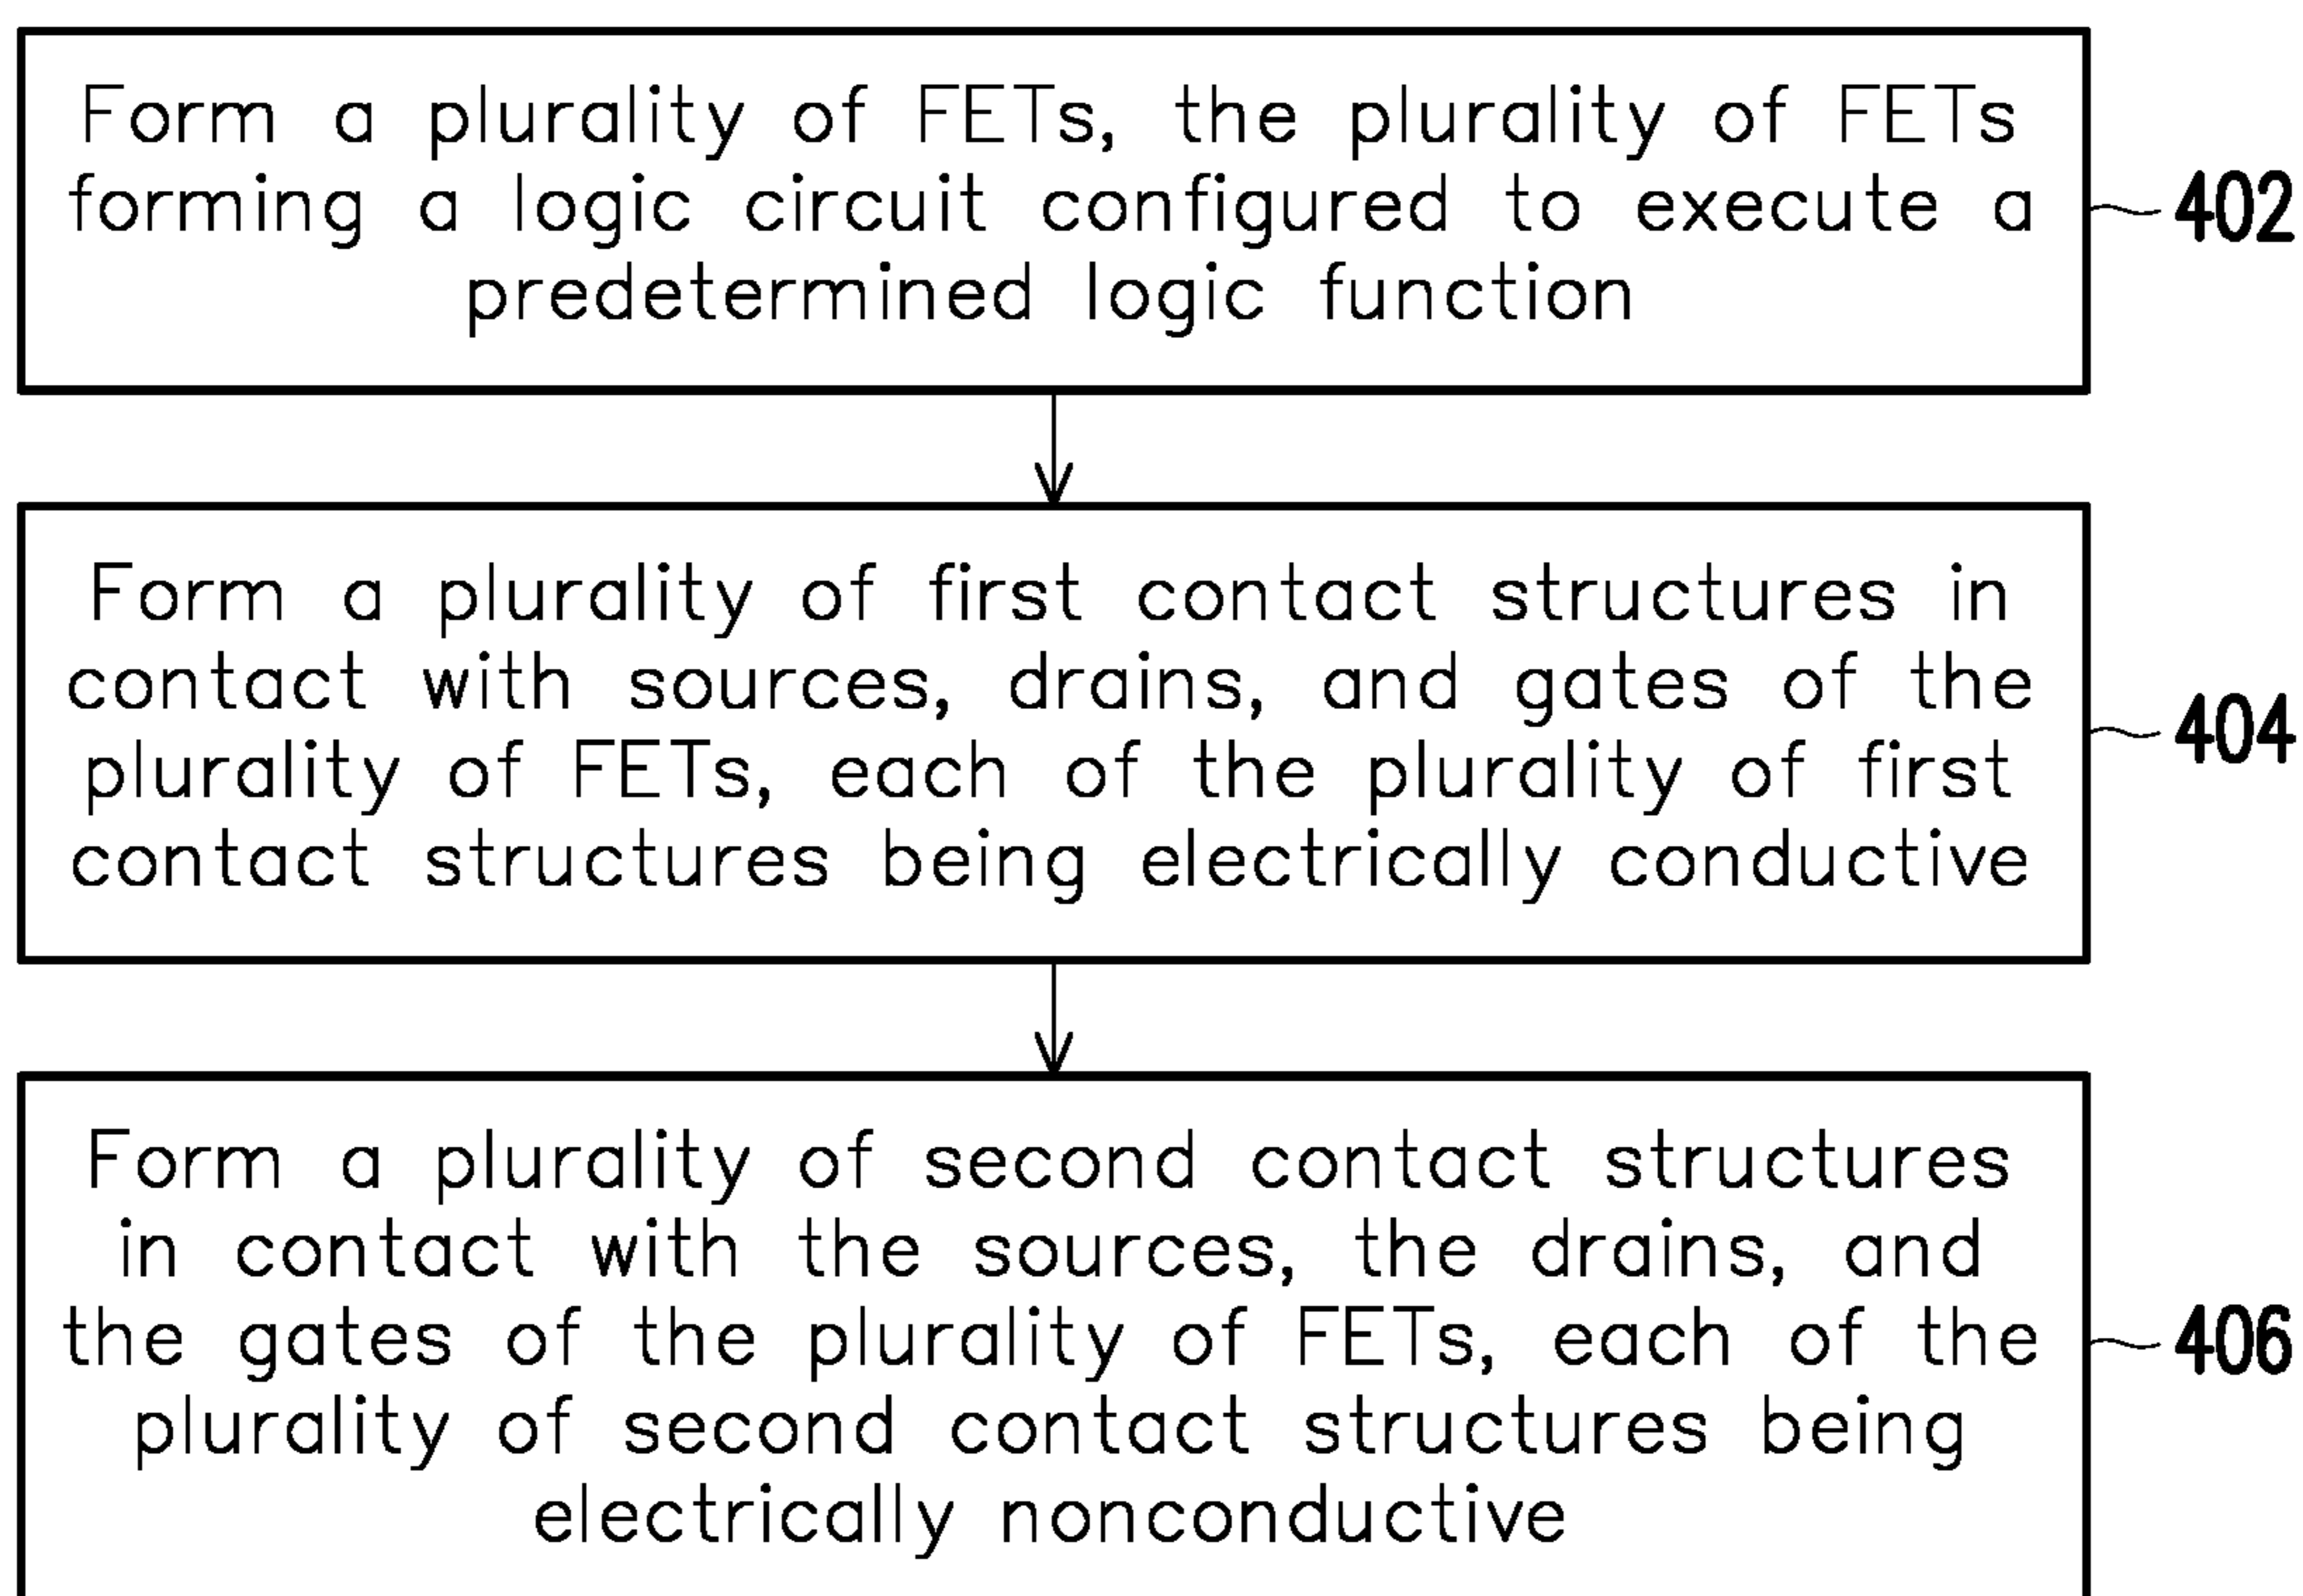 Form a plurality of FETs, the plurality of FETs
forming a logic circuit configured to execute a
predetermined logic function
402
Form a plurality of first contact structures in
contact with sources, drains, and gates of the
plurality of FETs, each of the plurality of first
contact structures being electrically conductive
404
Form a plurality of second contact structures
in contact with the sources, the drains, and
the gates of the plurality of FETs, each of the
plurality of second contact structures being
electrically nonconductive
406